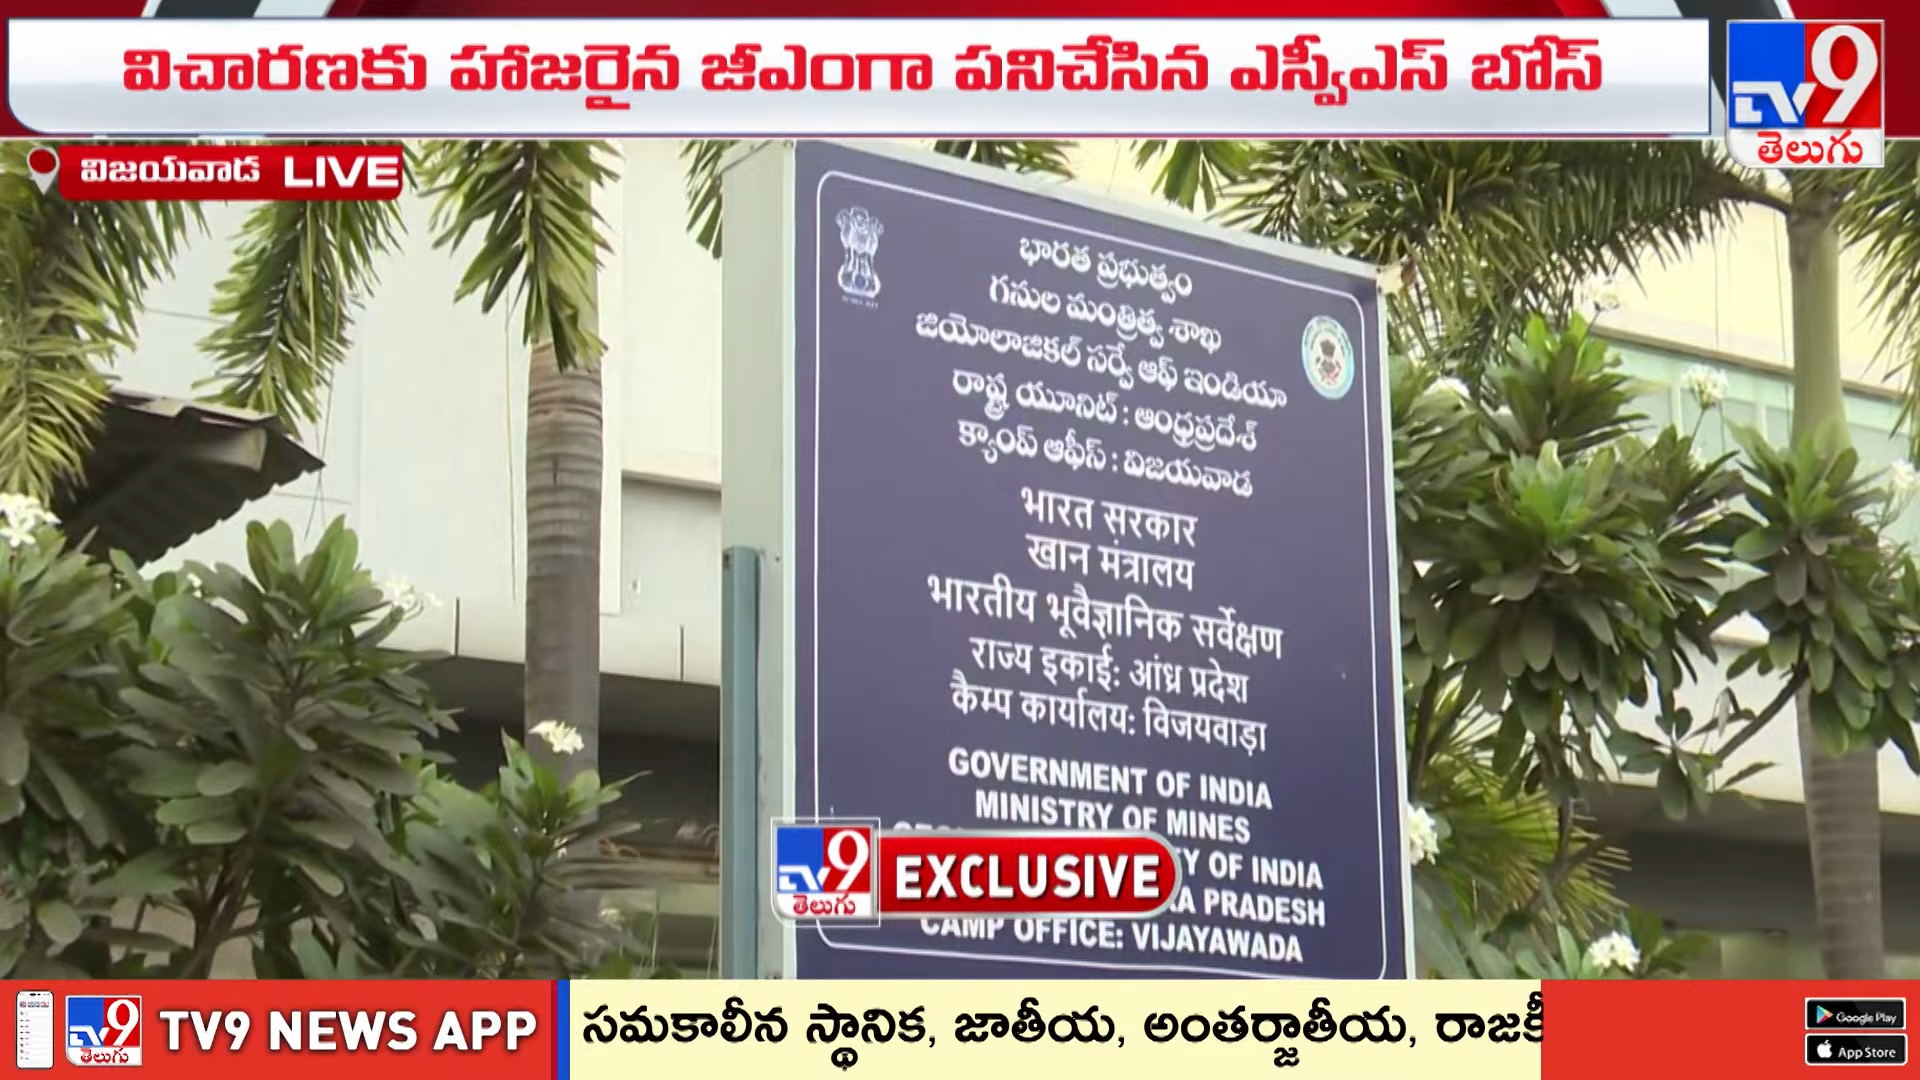 విచారణకు హాజరైన జీఎంగా పనిచేసిన ఎస్వీఎస్ బోస్
TV9
తెలుగు
విజయవాడ LIVE
భారత ప్రభుత్వం
గనుల మంత్రిత్వ శాఖ
జియోలాజికల్ సర్వే ఆఫ్ ఇండియా
రాష్ట్ర యూనిట్ : ఆంధ్రప్రదేశ్
క్యాంప్ ఆఫీస్ : విజయవాడ
भारत सरकार
खान मंत्रालय
भारतीय भूवैज्ञानिक सर्वेक्षण
राज्य इकाई: आंध्र प्रदेश
कैम्प कार्यालय: विजयवाड़ा
GOVERNMENT OF INDIA
MINISTRY OF MINES
OF INDIA
PRADESH
CAMP OFFICE: VIJAYAWADA
TV9
తెలుగు
EXCLUSIVE
TV9
తెలుగు
TV9 NEWS APP
సమకాలీన స్థానిక, జాతీయ, అంతర్జాతీయ,
Google Play
App Store